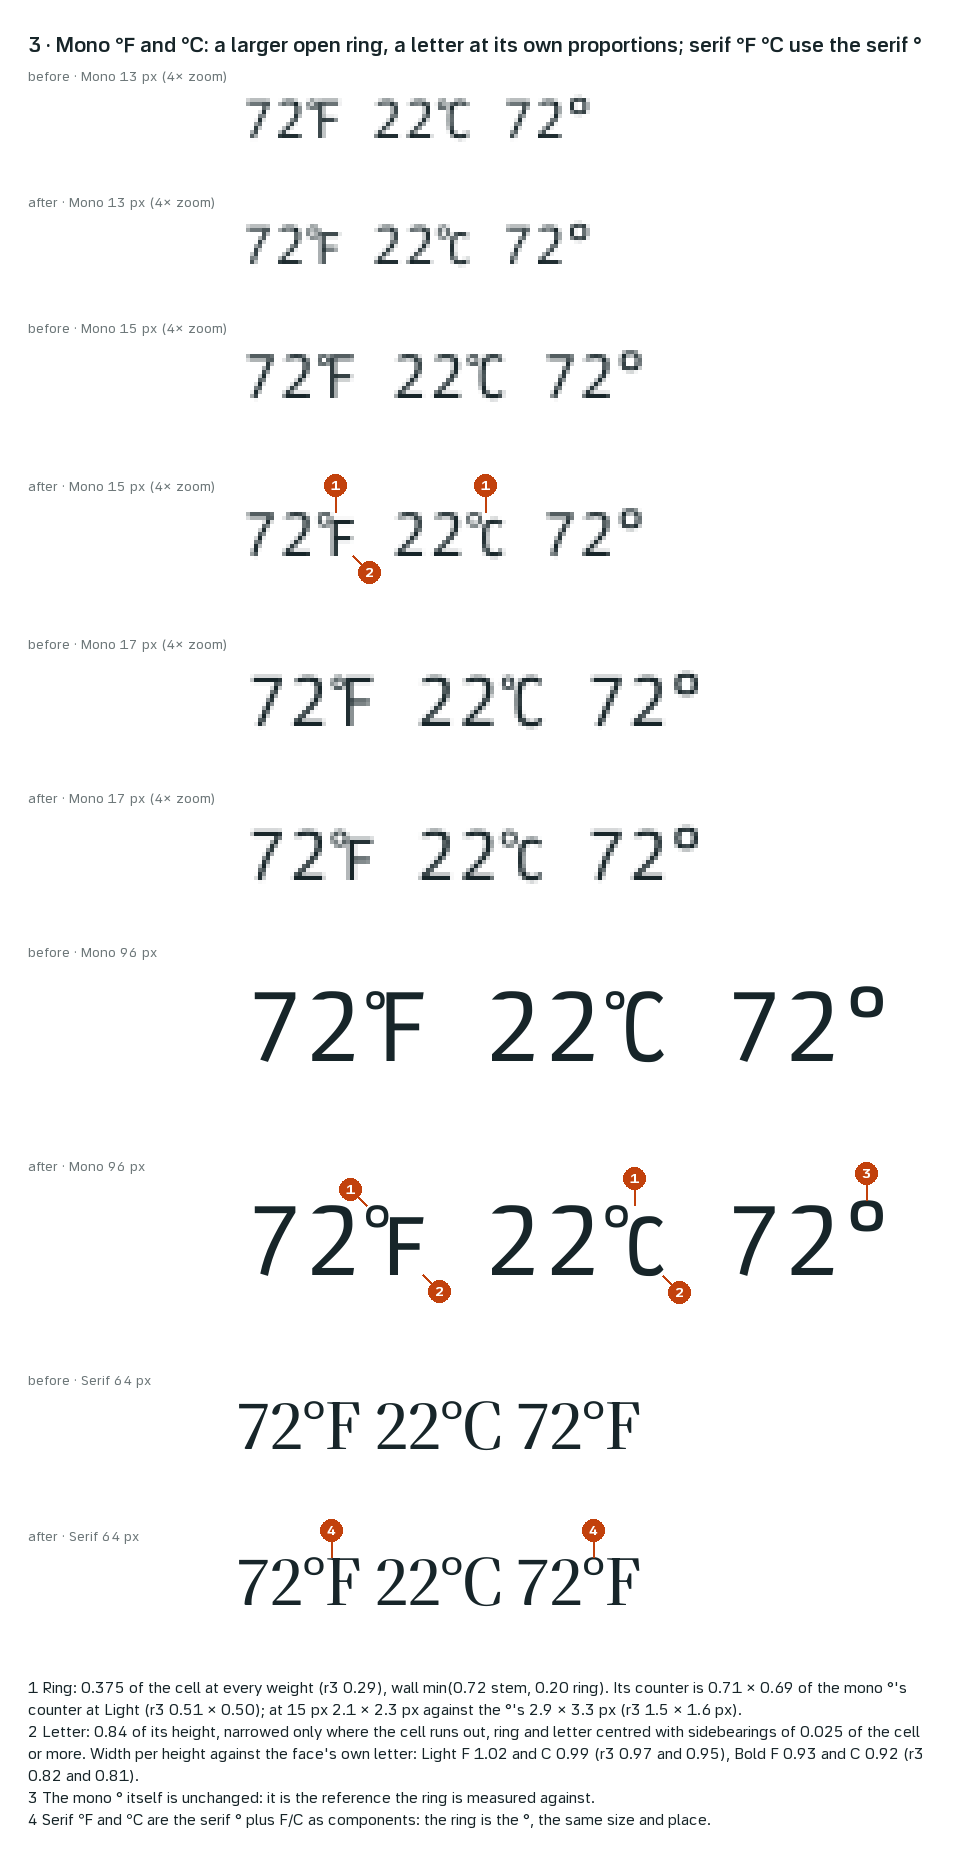 3 · Mono °F and °C: a larger open ring, a letter at its own proportions; serif °F °C use the serif °
before · Mono 13 px (4× zoom)
72℉ 22℃ 72°
after · Mono 13 px (4× zoom)
72℉ 22℃ 72°
before · Mono 15 px (4× zoom)
72℉ 22℃ 72°
after · Mono 15 px (4× zoom)
1 1
72℉ 22℃ 72°
2
before · Mono 17 px (4× zoom)
72℉ 22℃ 72°
after · Mono 17 px (4× zoom)
72℉ 22℃ 72°
before · Mono 96 px
72℉ 22℃ 72°
after · Mono 96 px
1 1 3
72℉ 22℃ 72°
2 2
before · Serif 64 px
72℉ 22℃ 72°F
after · Serif 64 px
4 4
72℉ 22℃ 72°F
1 Ring: 0.375 of the cell at every weight (r3 0.29), wall min(0.72 stem, 0.20 ring). Its counter is 0.71 × 0.69 of the mono °'s
counter at Light (r3 0.51 × 0.50); at 15 px 2.1 × 2.3 px against the °'s 2.9 × 3.3 px (r3 1.5 × 1.6 px).
2 Letter: 0.84 of its height, narrowed only where the cell runs out, ring and letter centred with sidebearings of 0.025 of the cell
or more. Width per height against the face's own letter: Light F 1.02 and C 0.99 (r3 0.97 and 0.95), Bold F 0.93 and C 0.92 (r3
0.82 and 0.81).
3 The mono ° itself is unchanged: it is the reference the ring is measured against.
4 Serif ℉ and ℃ are the serif ° plus F/C as components: the ring is the °, the same size and place.